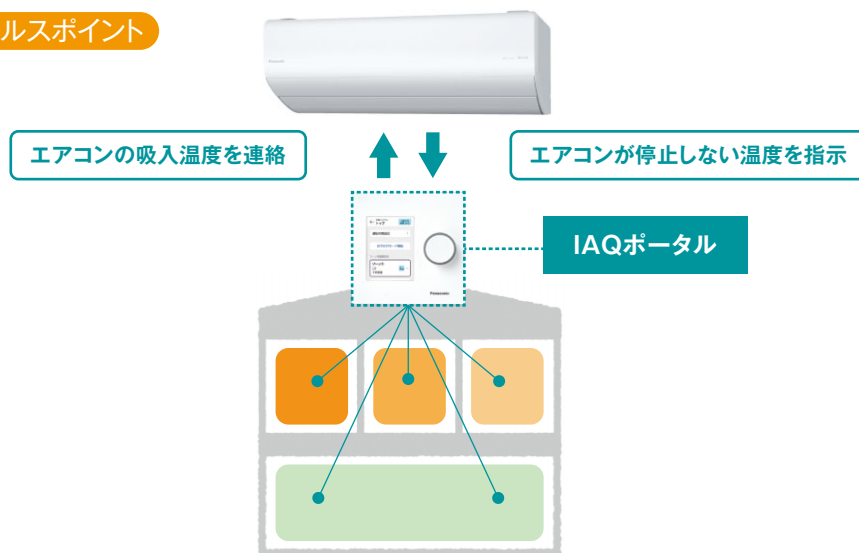 ルスポイント
エアコンの吸入温度を連絡
エアコンが停止しない温度を指示
IAQポータル
Panasonic